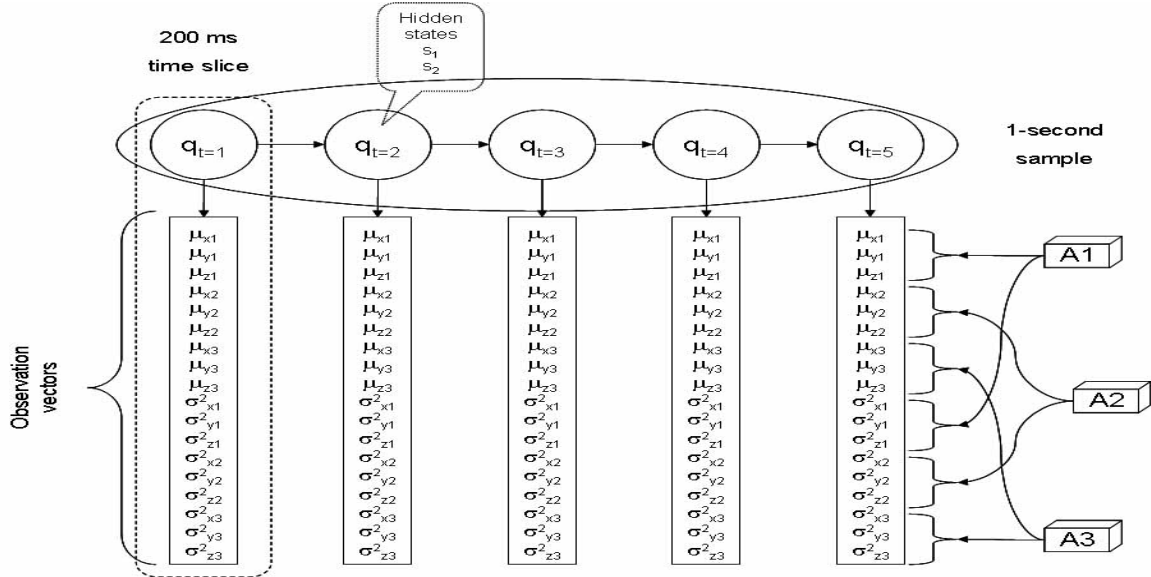 Hidden
states
s₁
s₂
200 ms
time slice
qₜ₌₁
qₜ₌₂
qₜ₌₃
qₜ₌₄
qₜ₌₅
1-second
sample
Observation
vectors
μx1 μx1 μx1 μx1 μx1
μy1 μy1 μy1 μy1 μy1
μz1 μz1 μz1 μz1 μz1
μx2 μx2 μx2 μx2 μx2
μy2 μy2 μy2 μy2 μy2
μz2 μz2 μz2 μz2 μz2
μx3 μx3 μx3 μx3 μx3
μy3 μy3 μy3 μy3 μy3
μz3 μz3 μz3 μz3 μz3
σ²x1 σ²x1 σ²x1 σ²x1 σ²x1
σ²y1 σ²y1 σ²y1 σ²y1 σ²y1
σ²z1 σ²z1 σ²z1 σ²z1 σ²z1
σ²x2 σ²x2 σ²x2 σ²x2 σ²x2
σ²y2 σ²y2 σ²y2 σ²y2 σ²y2
σ²z2 σ²z2 σ²z2 σ²z2 σ²z2
σ²x3 σ²x3 σ²x3 σ²x3 σ²x3
σ²y3 σ²y3 σ²y3 σ²y3 σ²y3
σ²z3 σ²z3 σ²z3 σ²z3 σ²z3
A1
A2
A3